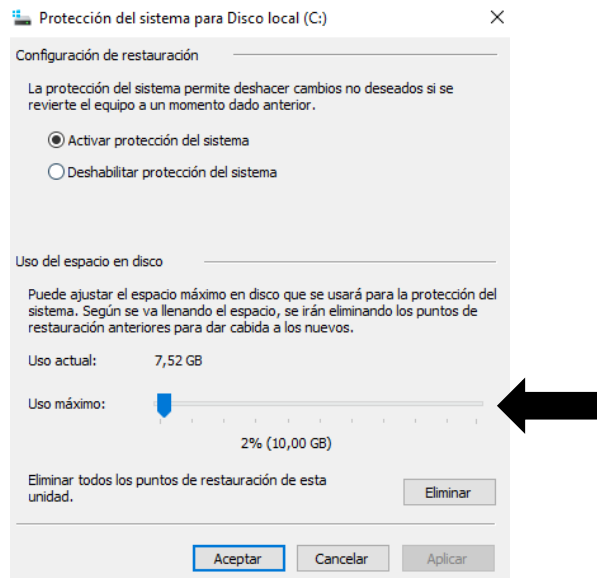 Protección del sistema para Disco local (C:)
Configuración de restauración
La protección del sistema permite deshacer cambios no deseados si se
revierte el equipo a un momento dado anterior.
Activar protección del sistema
Deshabilitar protección del sistema
Uso del espacio en disco
Puede ajustar el espacio máximo en disco que se usará para la protección del
sistema. Según se va llenando el espacio, se irán eliminando los puntos de
restauración anteriores para dar cabida a los nuevos.
Uso actual: 7,52 GB
Uso máximo:
2% (10,00 GB)
Eliminar todos los puntos de restauración de esta
unidad.
Eliminar
Aceptar Cancelar Aplicar